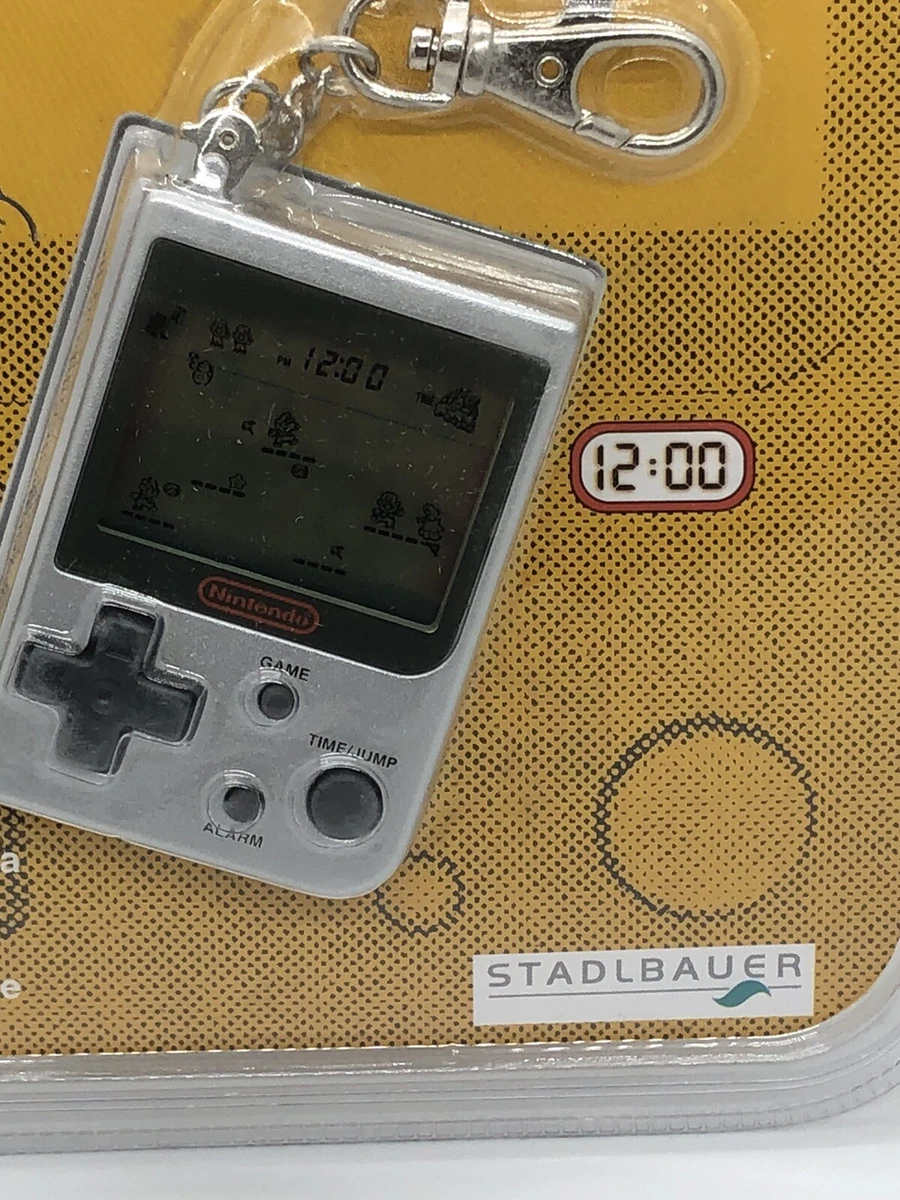 PM 12:00
TIME
12:00
Nintendo
GAME
TIME/JUMP
ALARM
a
e
STADLBAUER